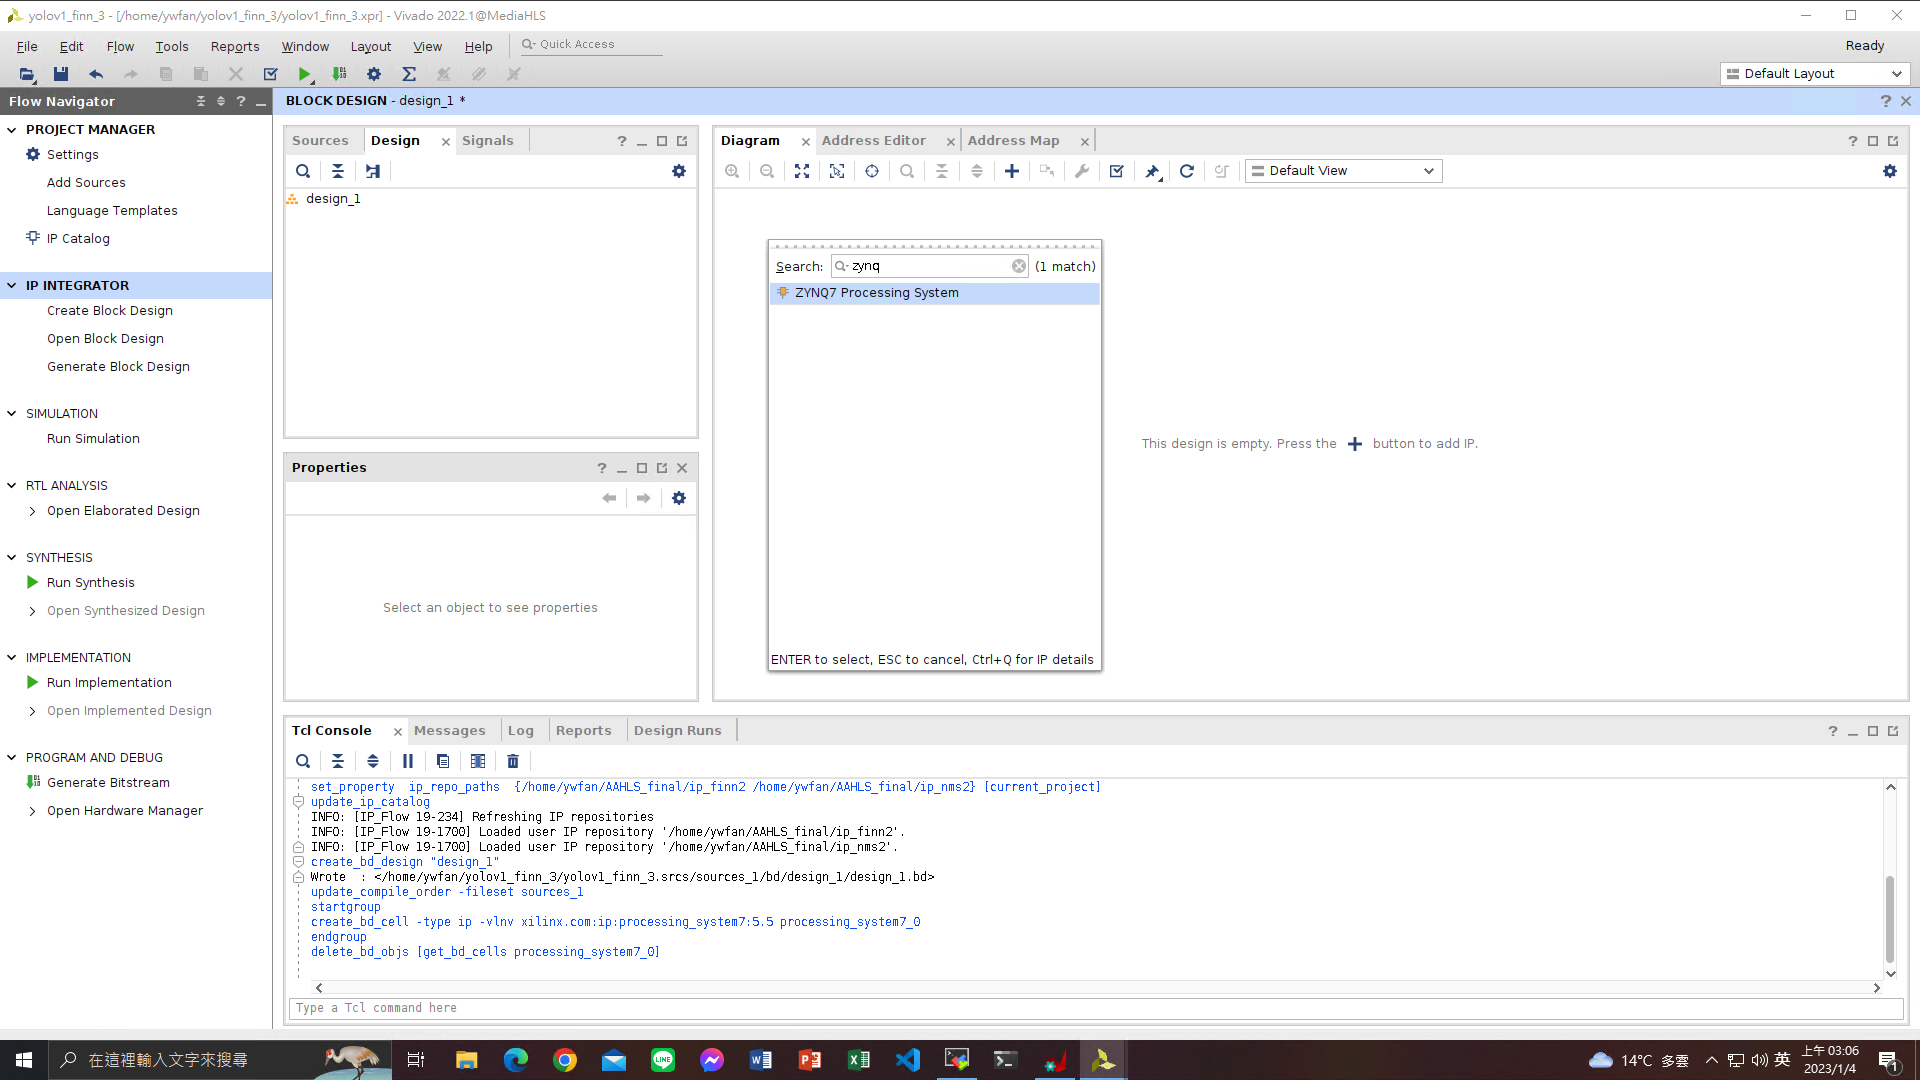 yolov1_finn_3 - [/home/ywfan/yolov1_finn_3/yolov1_finn_3.xpr] - Vivado 2022.1@MediaHLS
File Edit Flow Tools Reports Window Layout View Help Quick Access Ready
Default Layout
Flow Navigator
BLOCK DESIGN - design_1 *
PROJECT MANAGER
Settings
Add Sources
Language Templates
IP Catalog
IP INTEGRATOR
Create Block Design
Open Block Design
Generate Block Design
SIMULATION
Run Simulation
RTL ANALYSIS
Open Elaborated Design
SYNTHESIS
Run Synthesis
Open Synthesized Design
IMPLEMENTATION
Run Implementation
Open Implemented Design
PROGRAM AND DEBUG
Generate Bitstream
Open Hardware Manager
Sources Design Signals
design_1
Properties
Select an object to see properties
Diagram Address Editor Address Map
Default View
Search: zynq (1 match)
ZYNQ7 Processing System
ENTER to select, ESC to cancel, Ctrl+Q for IP details
This design is empty. Press the button to add IP.
Tcl Console Messages Log Reports Design Runs
set_property ip_repo_paths {/home/ywfan/AAHLS_final/ip_finn2 /home/ywfan/AAHLS_final/ip_nms2} [current_project]
update_ip_catalog
INFO: [IP_Flow 19-234] Refreshing IP repositories
INFO: [IP_Flow 19-1700] Loaded user IP repository '/home/ywfan/AAHLS_final/ip_finn2'.
INFO: [IP_Flow 19-1700] Loaded user IP repository '/home/ywfan/AAHLS_final/ip_nms2'.
create_bd_design "design_1"
Wrote : </home/ywfan/yolov1_finn_3/yolov1_finn_3.srcs/sources_1/bd/design_1/design_1.bd>
update_compile_order -fileset sources_1
startgroup
create_bd_cell -type ip -vlnv xilinx.com:ip:processing_system7:5.5 processing_system7_0
endgroup
delete_bd_objs [get_bd_cells processing_system7_0]
Type a Tcl command here
在這裡輸入文字來搜尋
14°C 多雲
英
上午 03:06
2023/1/4
1